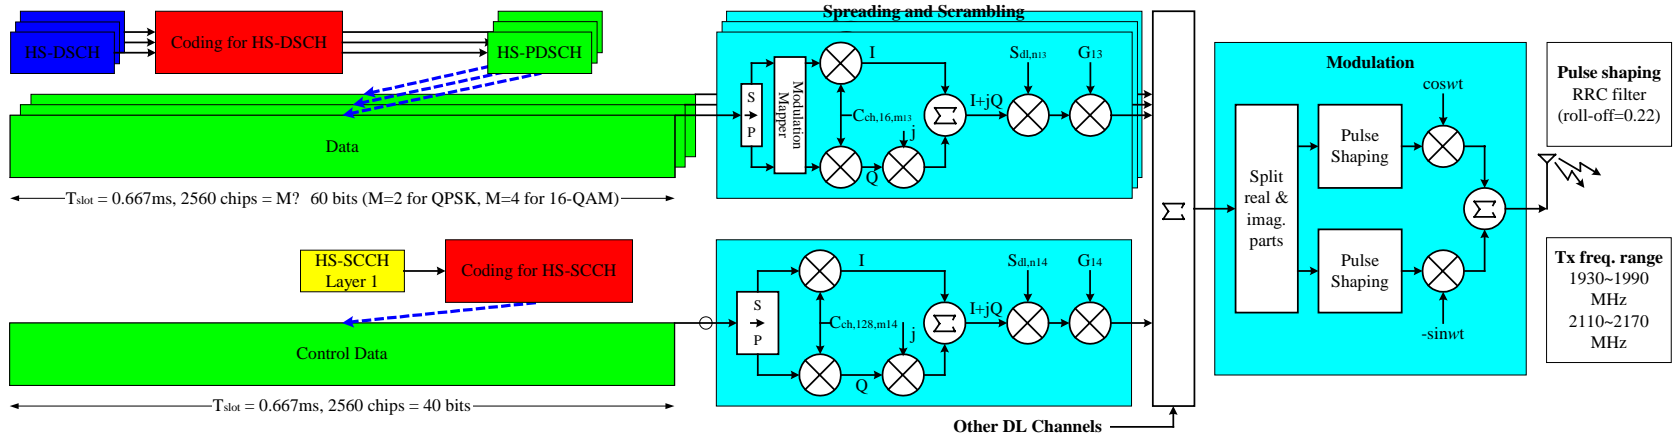 HS-DSCH
Coding for HS-DSCH
HS-PDSCH
Data
Tslot = 0.667ms, 2560 chips = M?   60 bits (M=2 for QPSK, M=4 for 16-QAM)
Spreading and Scrambling
S
P
Modulation
Mapper
I
Cch,16,m13
j
Q
Σ
I+jQ
Sdl,n13
G13
HS-SCCH
Layer 1
Coding for HS-SCCH
Control Data
Tslot = 0.667ms, 2560 chips = 40 bits
S
P
I
Cch,128,m14
j
Q
Σ
I+jQ
Sdl,n14
G14
Σ
Other DL Channels
Modulation
Split
real &
imag.
parts
Pulse
Shaping
Pulse
Shaping
coswt
-sinwt
Σ
Pulse shaping
RRC filter
(roll-off=0.22)
Tx freq. range
1930~1990
MHz
2110~2170
MHz